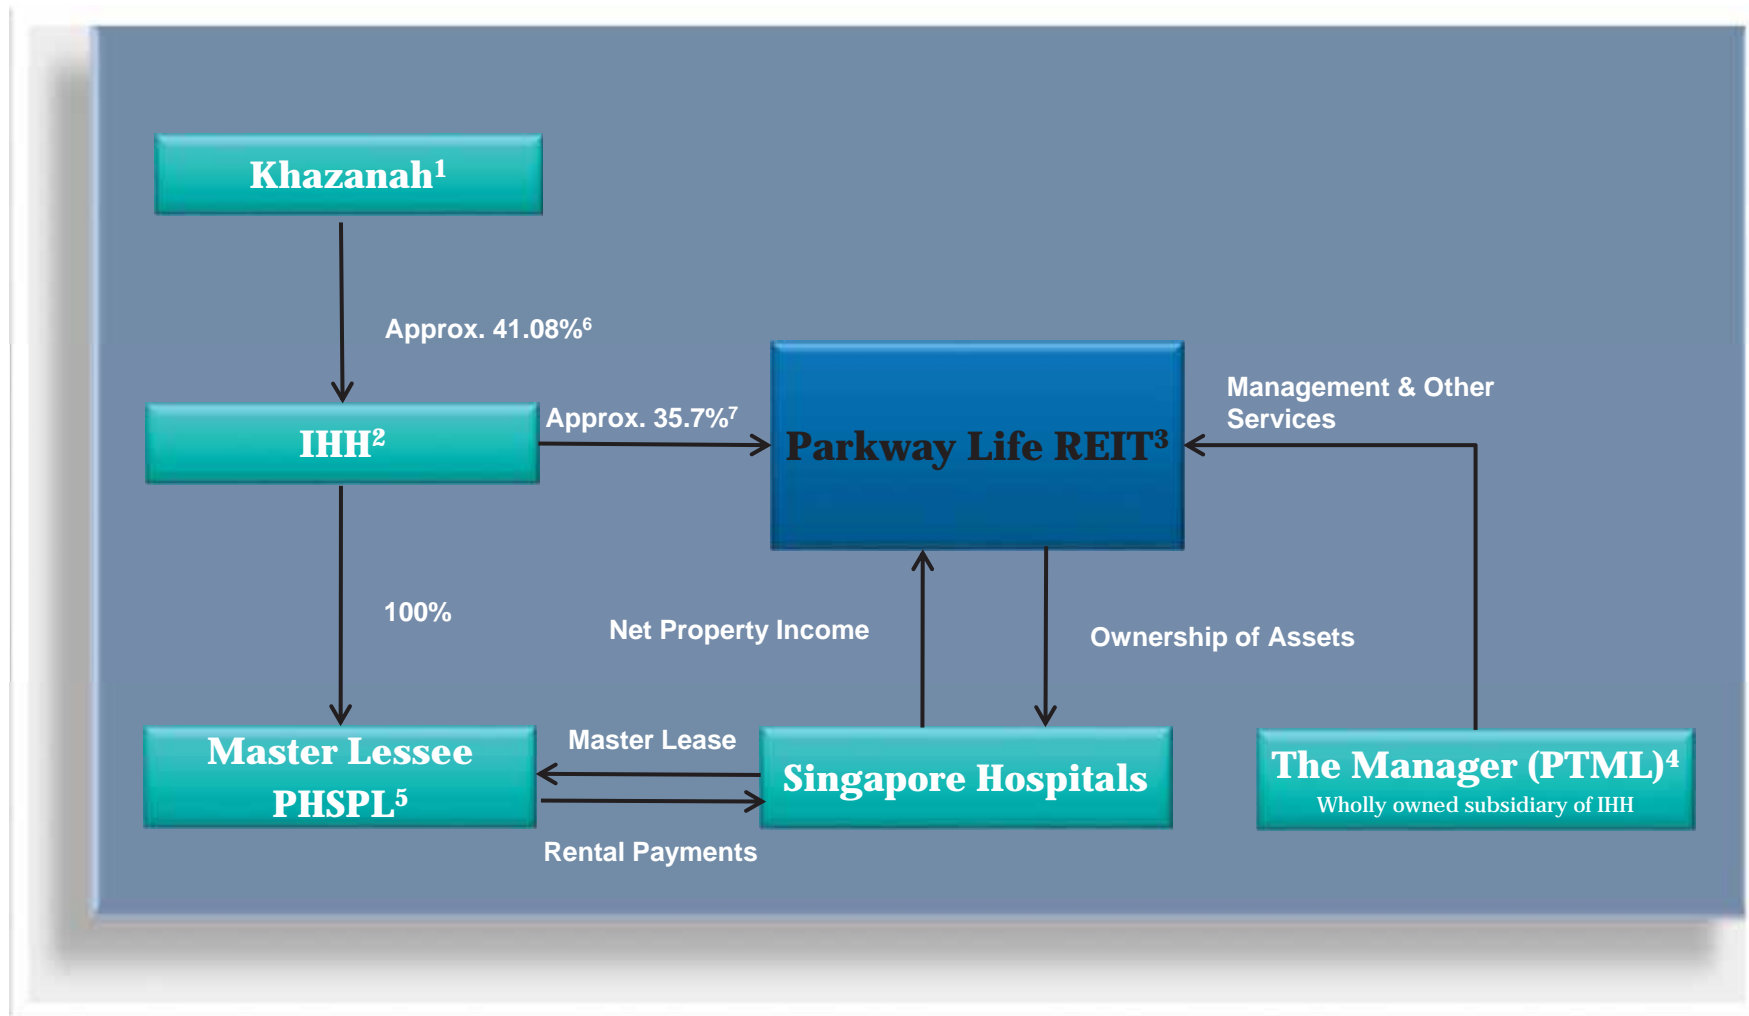 Khazanah¹
Approx. 41.08%⁶
IHH²
Approx. 35.7%⁷
Parkway Life REIT³
Management & Other
Services
100%
Net Property Income
Ownership of Assets
Master Lessee
PHSPL⁵
Master Lease
Rental Payments
Singapore Hospitals
The Manager (PTML)⁴
Wholly owned subsidiary of IHH